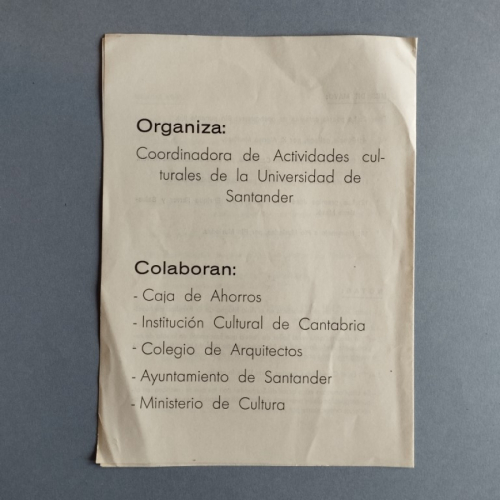 Organiza:
Coordinadora de Actividades cul-
turales de la Universidad de
Santander
Colaboran:
- Caja de Ahorros
- Institución Cultural de Cantabria
- Colegio de Arquitectos
- Ayuntamiento de Santander
- Ministerio de Cultura